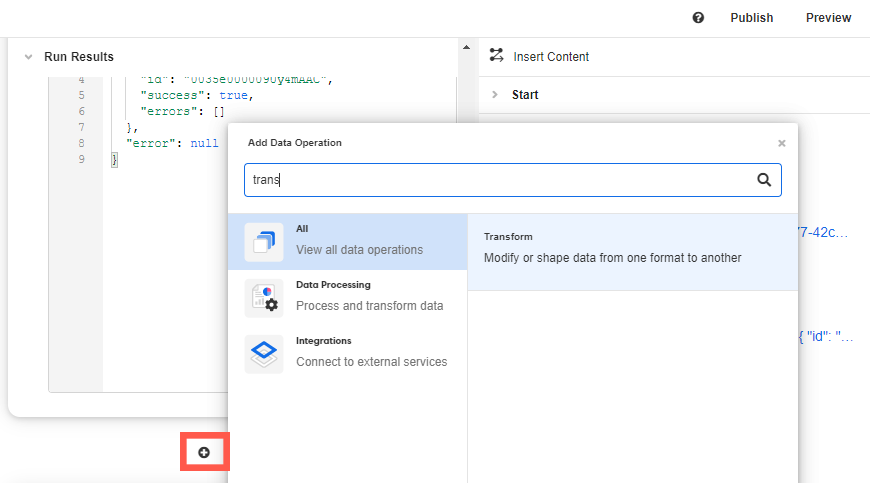 Publish
Preview
Run Results
Insert Content
Start
4 "id": "0035e0000090y4mAAC",
5 "success": true,
6 "errors": []
7 },
8 "error": null
9 }
Add Data Operation
trans
All
View all data operations
Data Processing
Process and transform data
Integrations
Connect to external services
Transform
Modify or shape data from one format to another
77-42c...
{ "id": "...